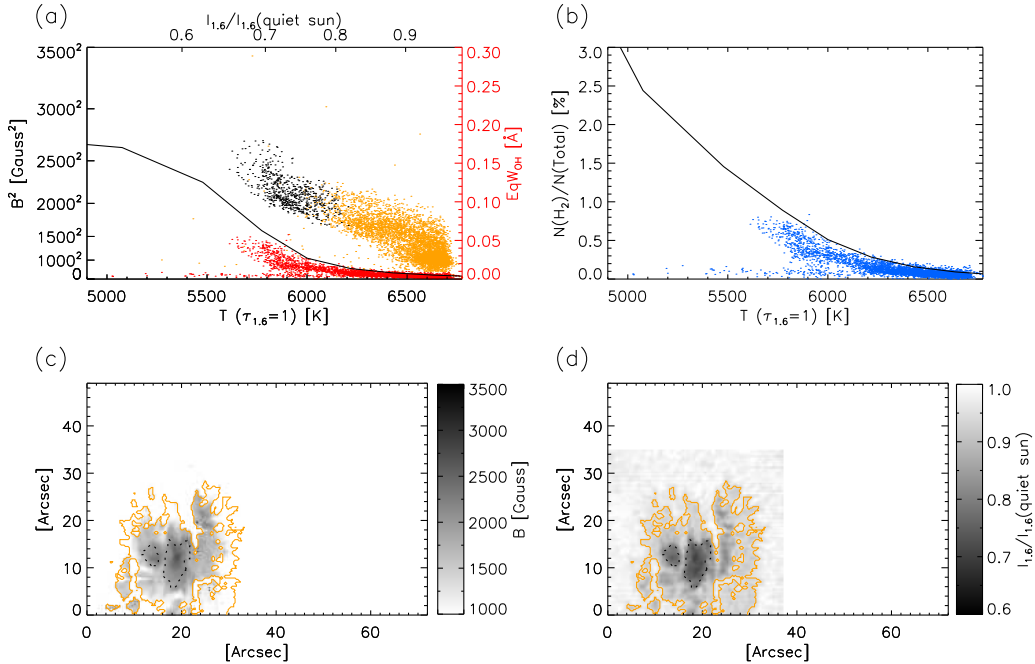 (a)
I1.6/I1.6(quiet sun)
0.6 0.7 0.8 0.9
B² [Gauss²]
3500²
3000²
2500²
2000²
1500²
1000²
0
0.30
0.25
0.20
0.15
0.10
0.05
0.00
EqWOH [Å]
5000 5500 6000 6500
T (τ1.6=1) [K]
(b)
N(H2)/N(Total) [%]
3.0
2.5
2.0
1.5
1.0
0.5
0.0
5000 5500 6000 6500
T (τ1.6=1) [K]
(c)
[Arcsec]
40
30
20
10
0
0 20 40 60
[Arcsec]
3500
3000
2500
2000
1500
1000
B [Gauss]
(d)
[Arcsec]
40
30
20
10
0
0 20 40 60
[Arcsec]
1.0
0.9
0.8
0.7
0.6
I1.6/I1.6(quiet sun)